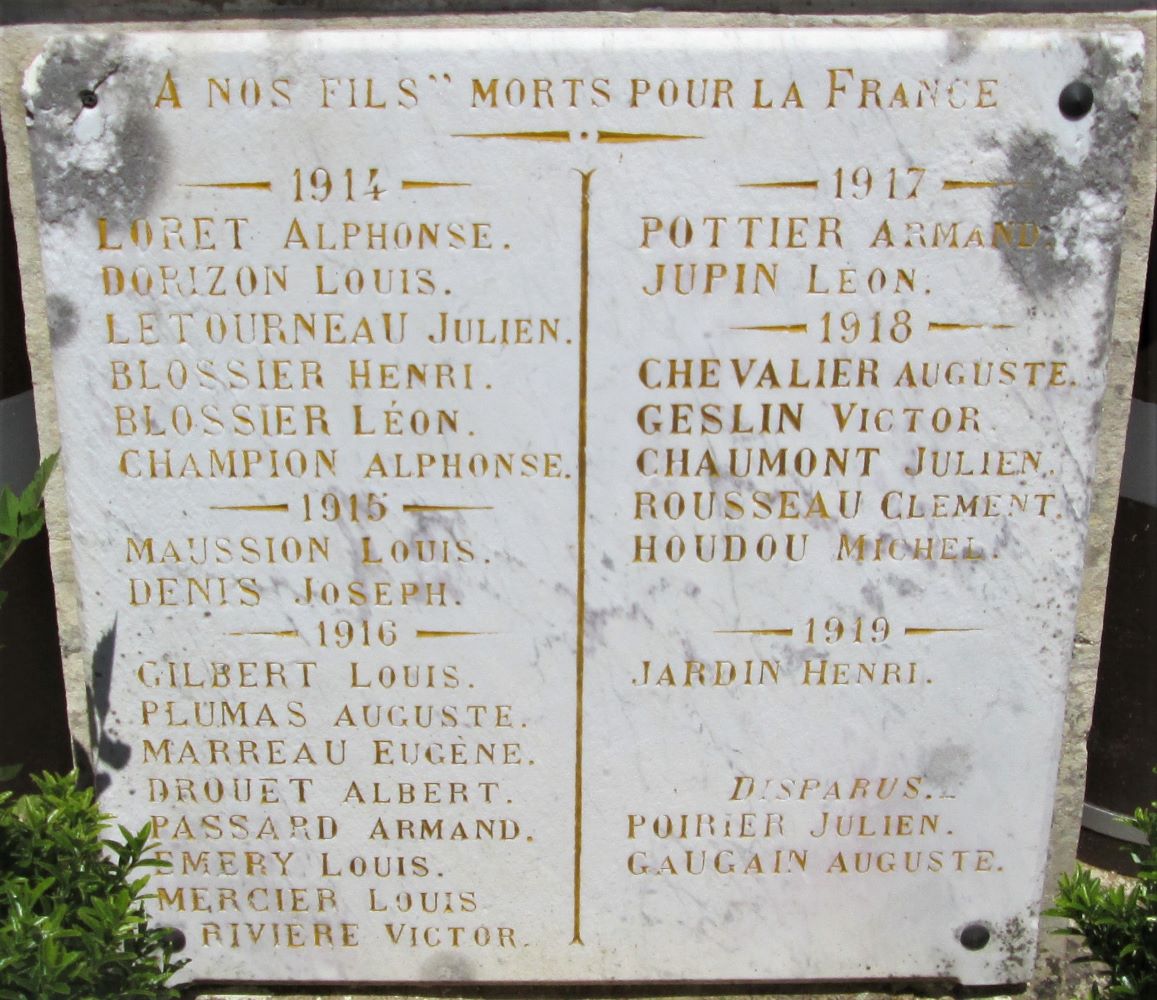 A NOS FILS" MORTS POUR LA FRANCE
1914
LORET ALPHONSE.
DORIZON LOUIS.
LETOURNEAU JULIEN.
BLOSSIER HENRI.
BLOSSIER LÉON.
CHAMPION ALPHONSE.
1915
MAUSSION LOUIS.
DENIS JOSEPH.
1916
GILBERT LOUIS.
PLUMAS AUGUSTE.
MARREAU EUGÈNE.
DROUET ALBERT.
PASSARD ARMAND.
EMERY LOUIS.
MERCIER LOUIS
RIVIERE VICTOR.
1917
POTTIER ARMAND.
JUPIN LEON.
1918
CHEVALIER AUGUSTE.
GESLIN VICTOR.
CHAUMONT JULIEN.
ROUSSEAU CLEMENT.
HOUDOU MICHEL.
1919
JARDIN HENRI.
DISPARUS.
POIRIER JULIEN.
GAUGAIN AUGUSTE.